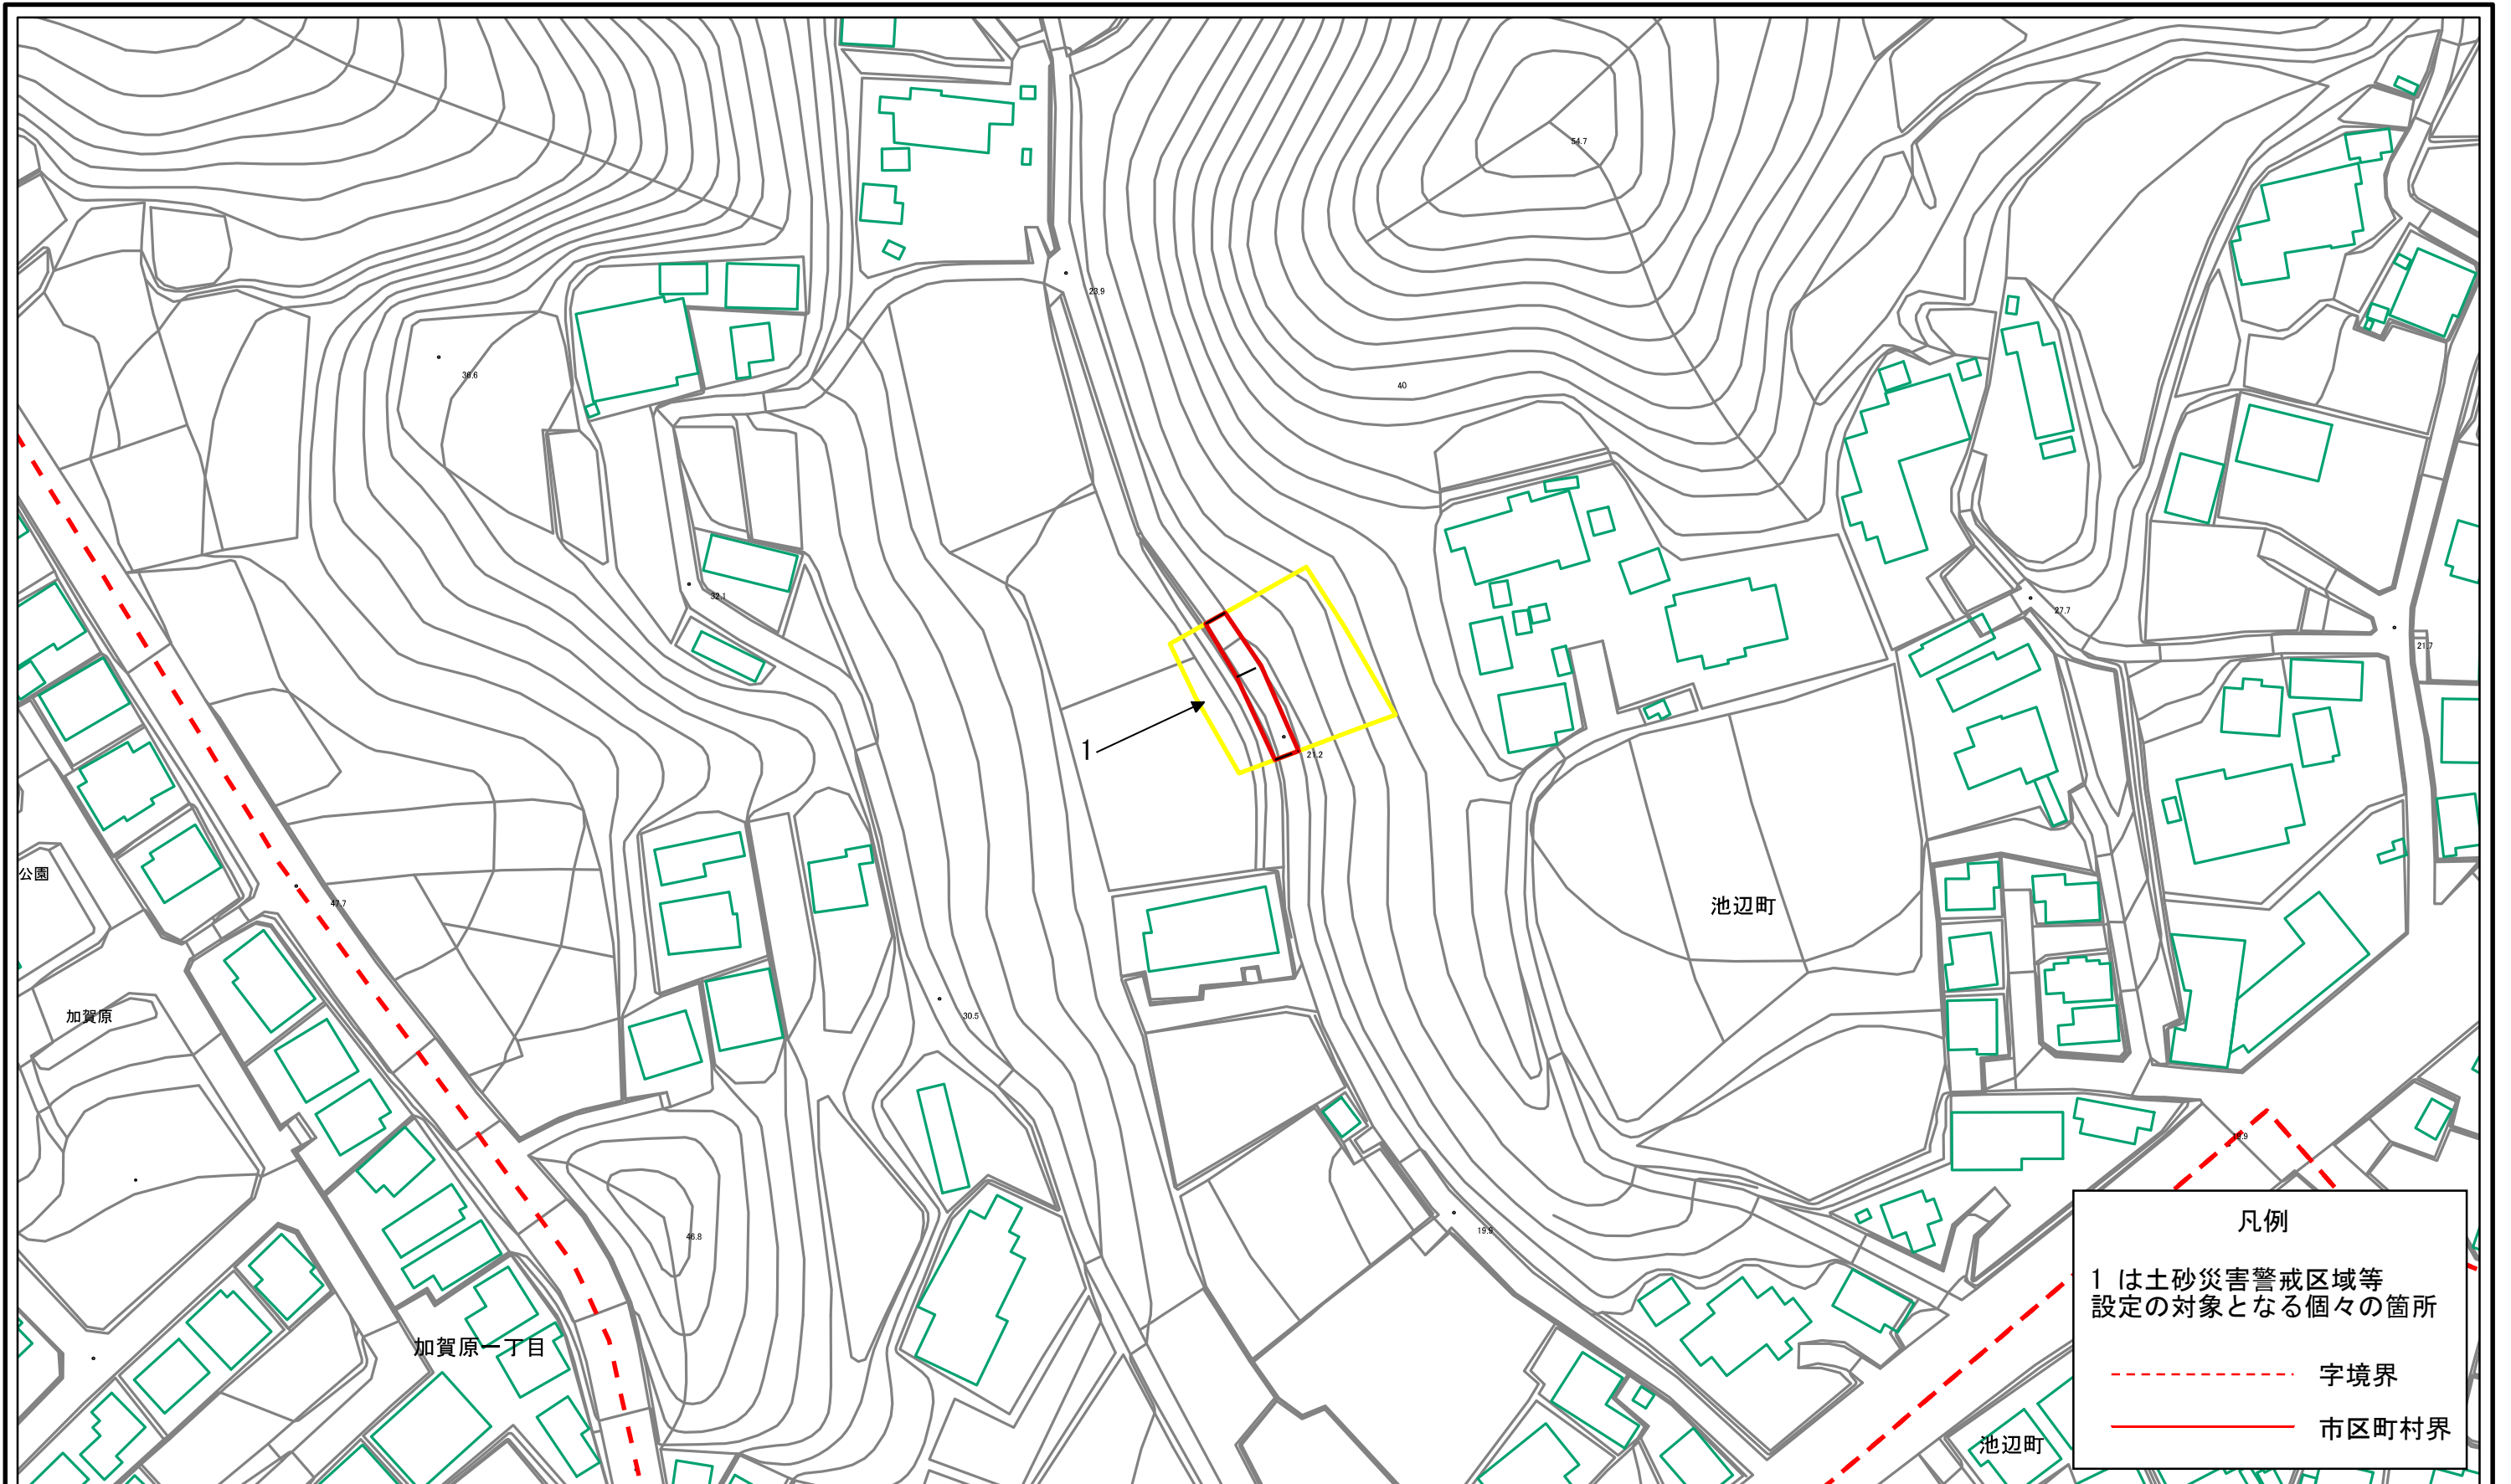 54.7
23.9
36.6
40
32.1
27.7
21.7
1
21.2
公園
47.7
池辺町
加賀原
30.5
19.9
46.8
19.9
加賀原一丁目
凡例
1 は土砂災害警戒区域等
設定の対象となる個々の箇所
字境界
市区町村界
池辺町